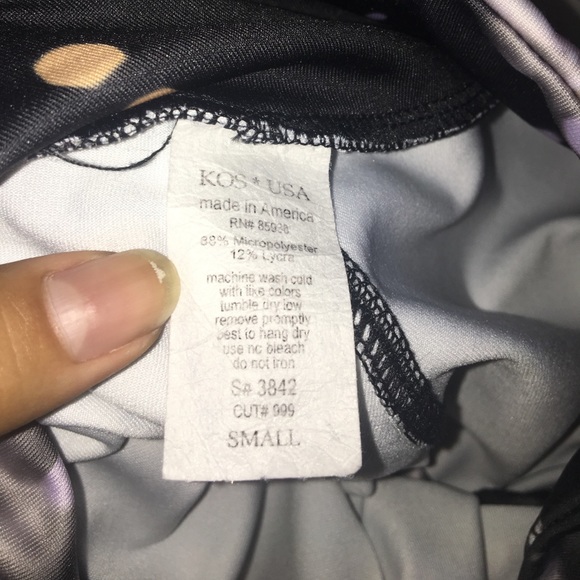 KOS * USA
made in America
RN# 85928
88% Micropolyester
12% Lycra
machine wash cold
with like colors
tumble dry low
remove promptly
best to hang dry
use no bleach
do not iron
S# 3842
CUT# 999
SMALL